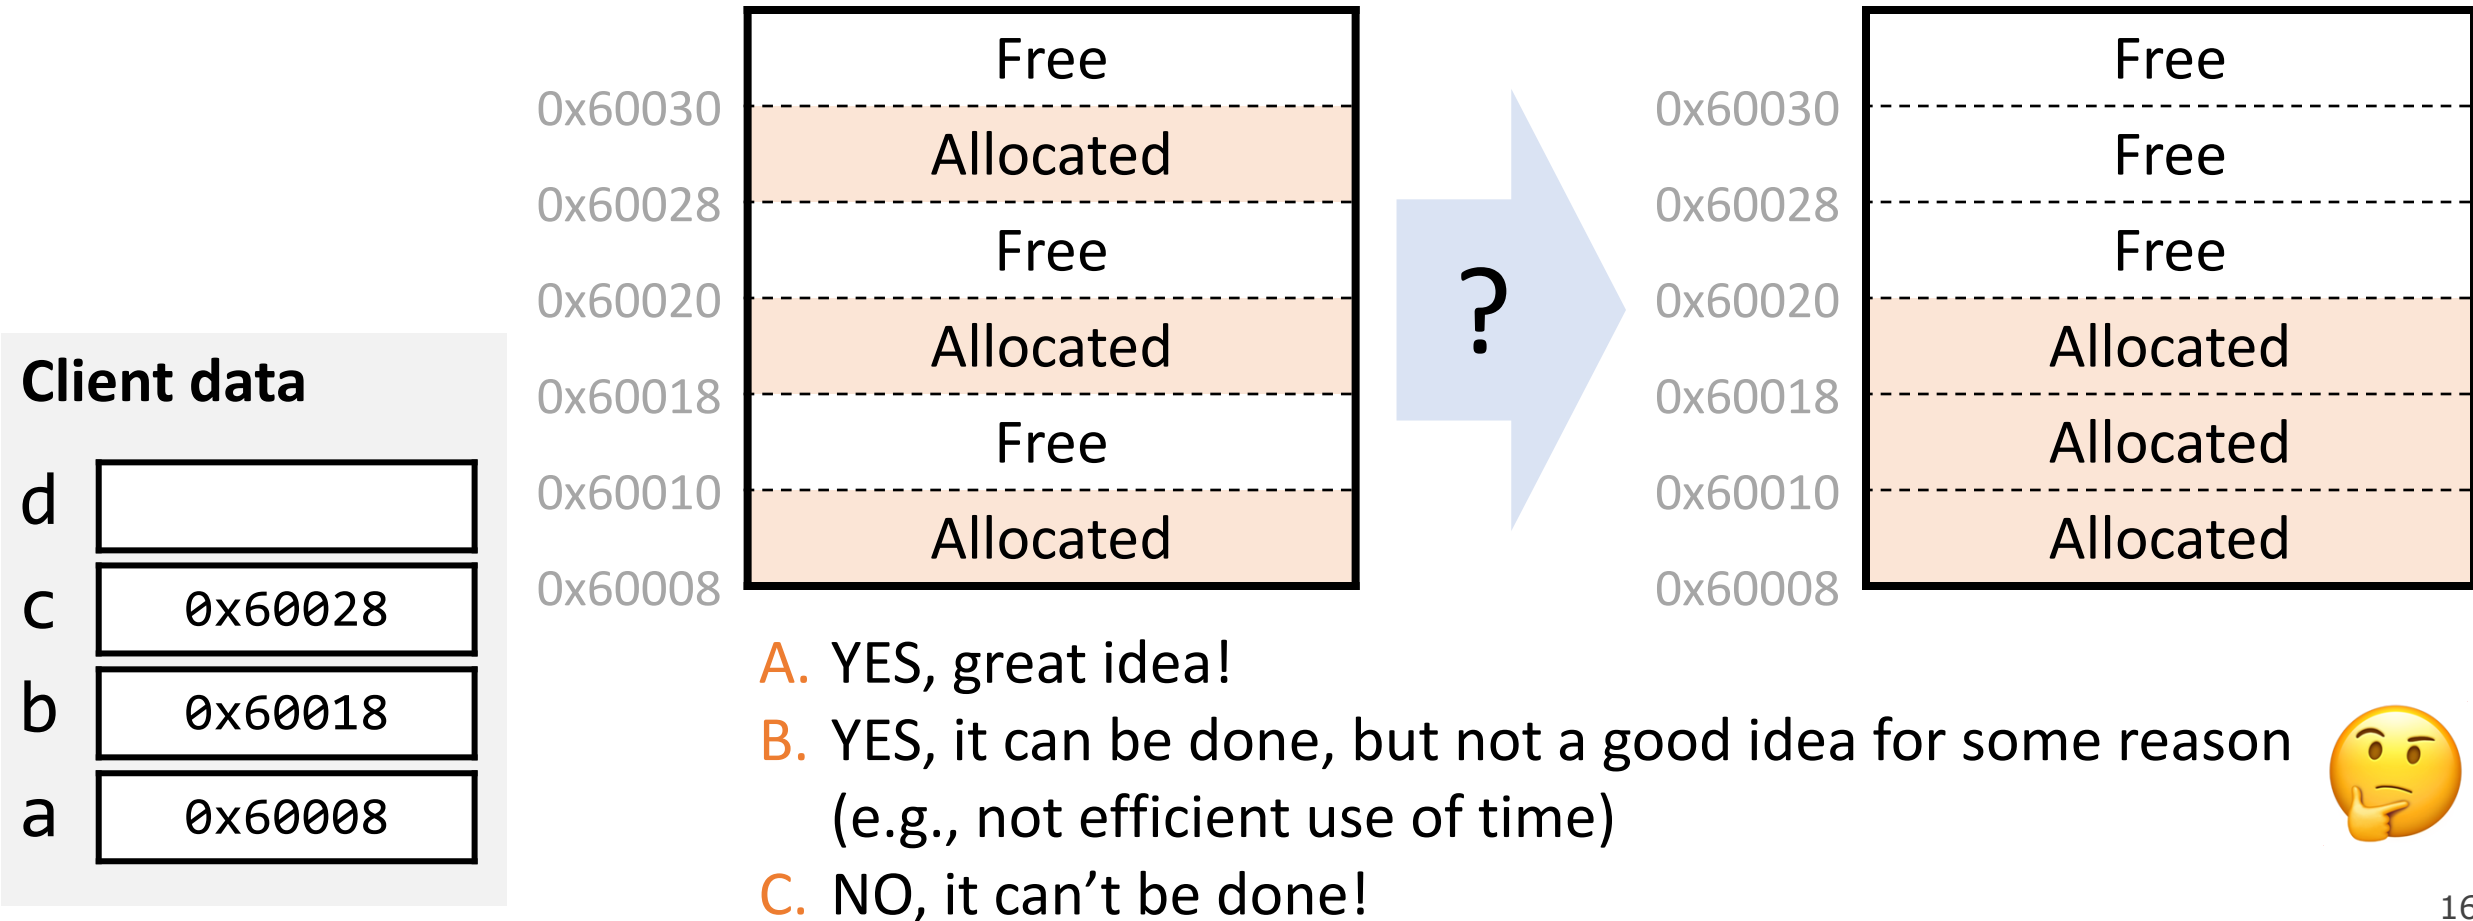 Free
0x60030
Allocated
0x60028
Free
0x60020
Allocated
0x60018
Free
0x60010
Allocated
0x60008
?
Free
0x60030
Free
0x60028
Free
0x60020
Allocated
0x60018
Allocated
0x60010
Allocated
0x60008
Client data
d
c 0x60028
b 0x60018
a 0x60008
A. YES, great idea!
B. YES, it can be done, but not a good idea for some reason
(e.g., not efficient use of time)
C. NO, it can’t be done!
16